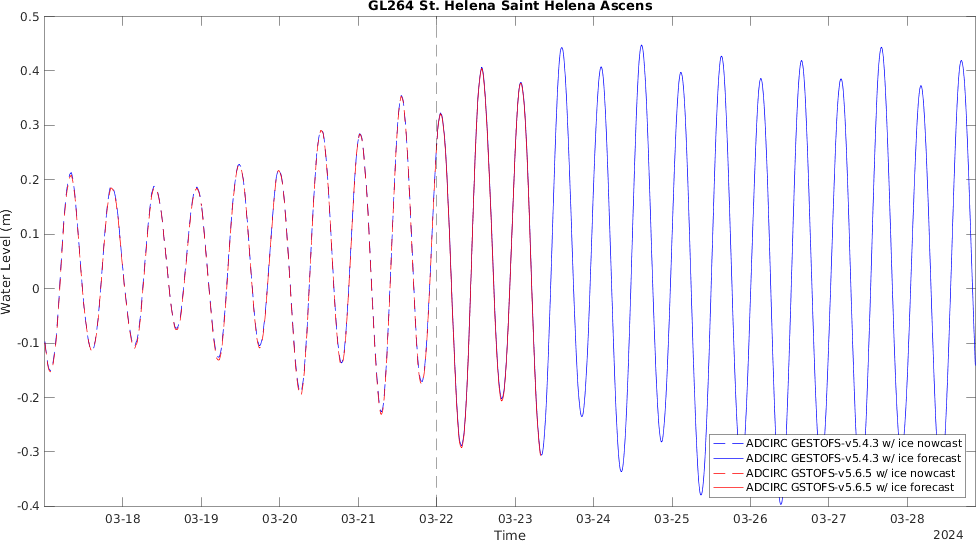 GL264 St. Helena Saint Helena Ascens
0.5
0.4
0.3
0.2
0.1
0
-0.1
-0.2
-0.3
-0.4
Water Level (m)
ADCIRC GESTOFS-v5.4.3 w/ ice nowcast
ADCIRC GESTOFS-v5.4.3 w/ ice forecast
ADCIRC GSTOFS-v5.6.5 w/ ice nowcast
ADCIRC GSTOFS-v5.6.5 w/ ice forecast
03-18 03-19 03-20 03-21 03-22 03-23 03-24 03-25 03-26 03-27 03-28
Time
2024